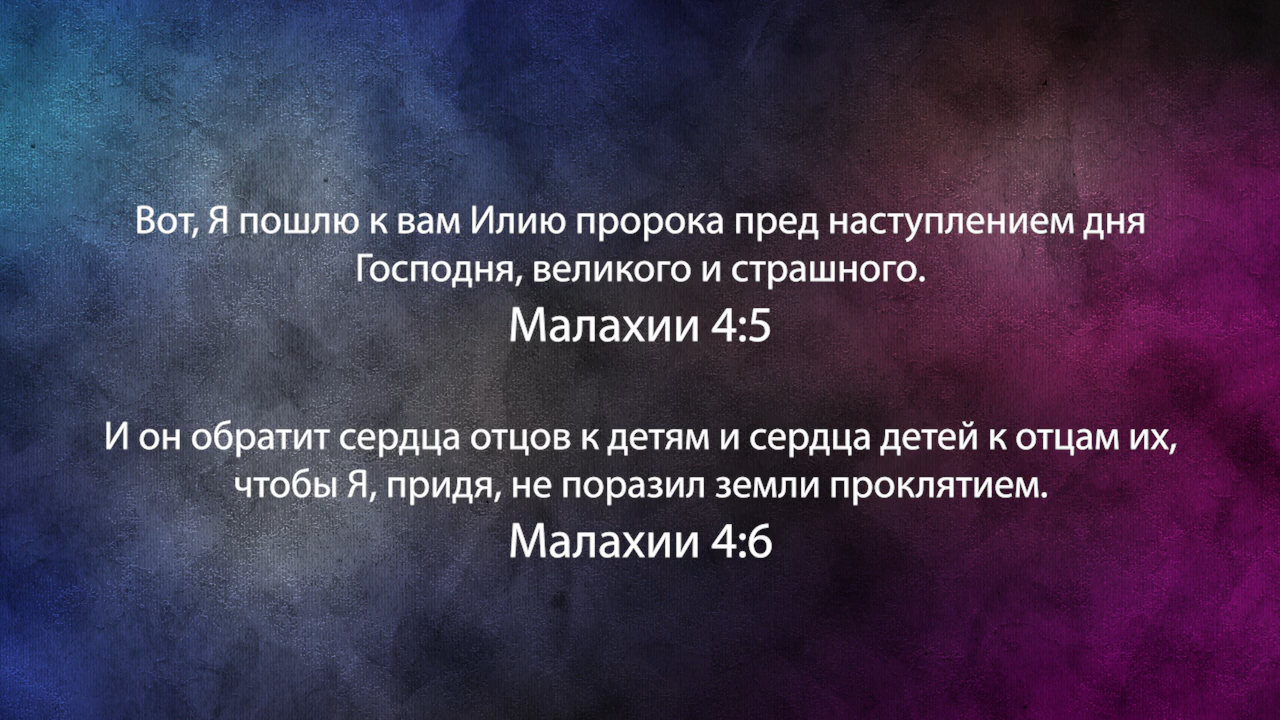 Вот, Я пошлю к вам Илию пророка пред наступлением дня
Господня, великого и страшного.
Малахии 4:5
И он обратит сердца отцов к детям и сердца детей к отцам их,
чтобы Я, придя, не поразил земли проклятием.
Малахии 4:6